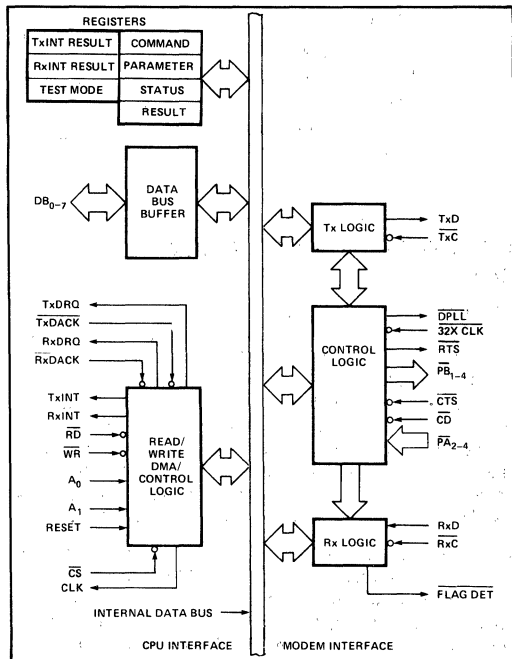 REGISTERS
TxINT RESULT COMMAND
RxINT RESULT PARAMETER
TEST MODE STATUS
RESULT
DB0-7
DATA
BUS
BUFFER
TxDRQ
TxDACK
RxDRQ
RxDACK
TxINT
RxINT
RD
WR
A0
A1
RESET
CS
CLK
READ/
WRITE
DMA/
CONTROL
LOGIC
INTERNAL DATA BUS
CPU INTERFACE
Tx LOGIC
TxD
TxC
CONTROL
LOGIC
DPLL
32X CLK
RTS
PB1-4
CTS
CD
PA2-4
Rx LOGIC
RxD
RxC
FLAG DET
MODEM INTERFACE